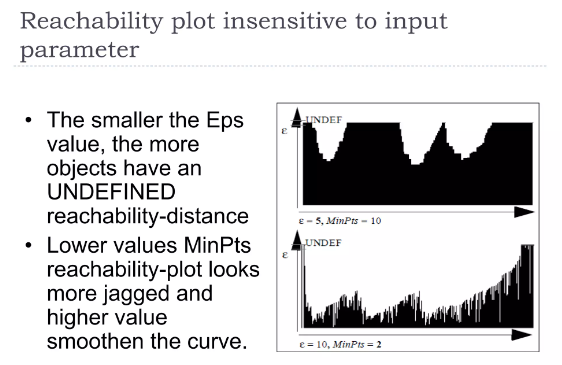 Reachability plot insensitive to input
parameter
• The smaller the Eps
value, the more
objects have an
UNDEFINED
reachability-distance
• Lower values MinPts
reachability-plot looks
more jagged and
higher value
smoothen the curve.
UNDEF
ε
ε = 5, MinPts = 10
UNDEF
ε
ε = 10, MinPts = 2